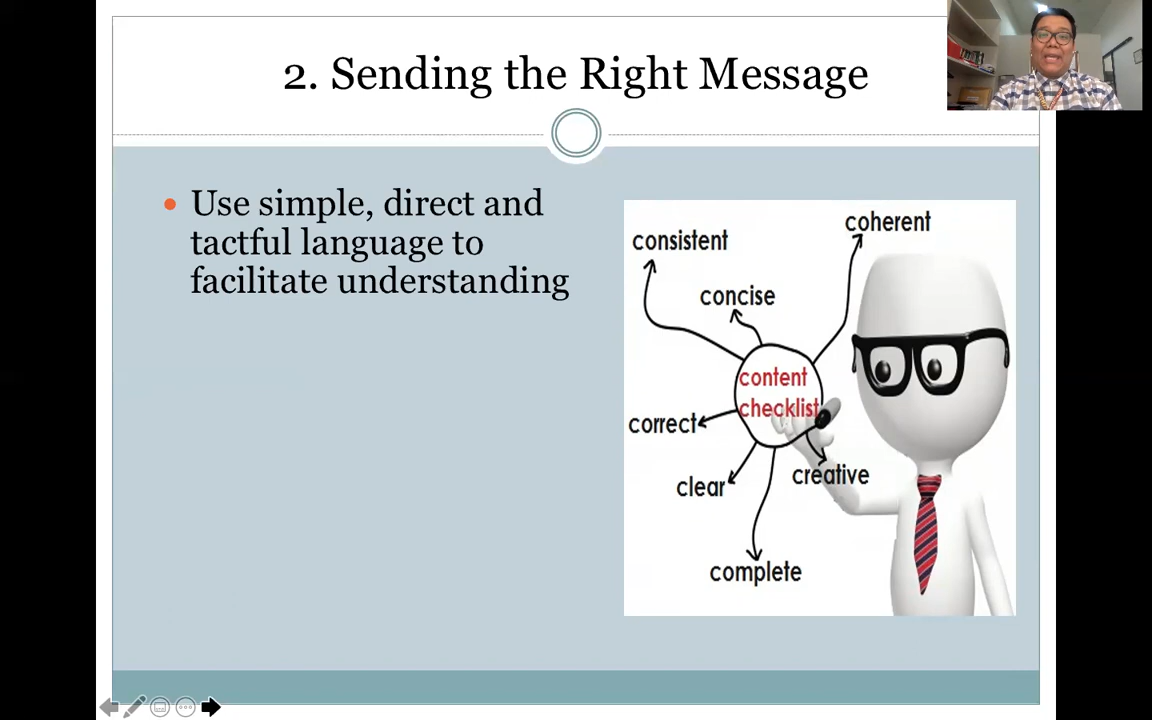 2. Sending the Right Message
Use simple, direct and
tactful language to
facilitate understanding
coherent
consistent
concise
content
checklist
correct
creative
clear
complete